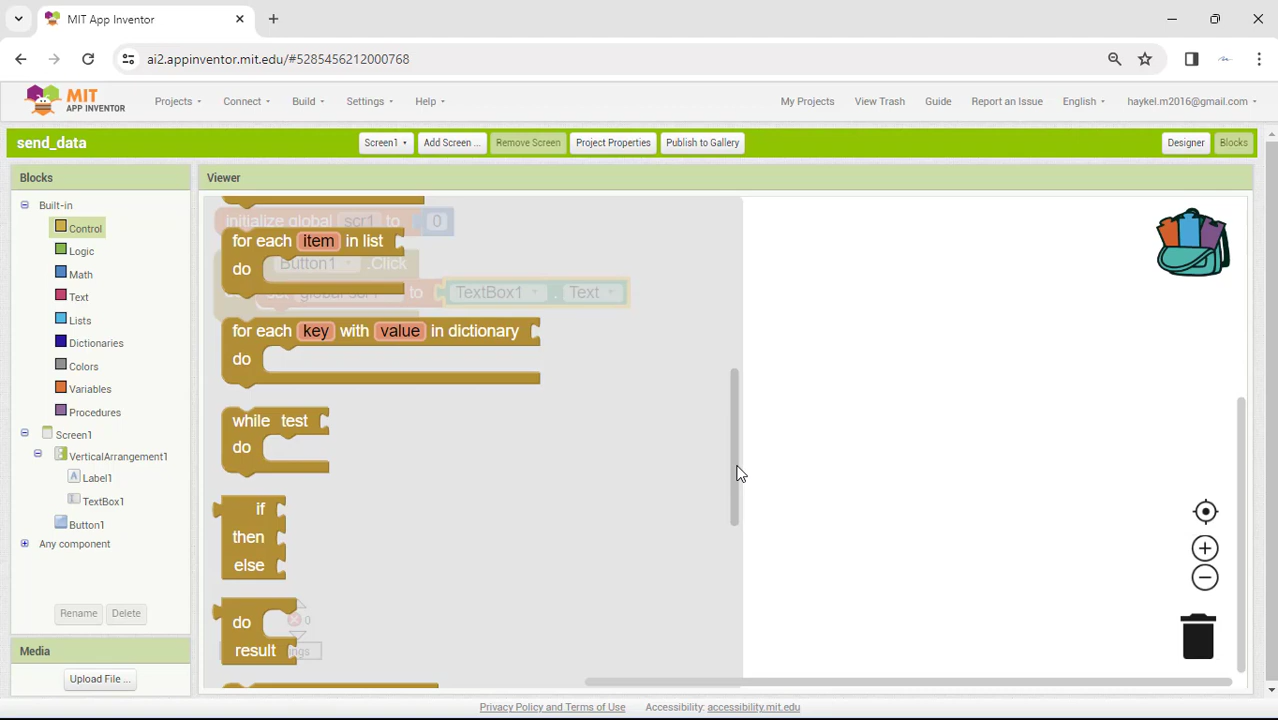 MIT App Inventor
ai2.appinventor.mit.edu/#5285456212000768
MIT
APP INVENTOR
Projects
Connect
Build
Settings
Help
My Projects
View Trash
Guide
Report an Issue
English
haykel.m2016@gmail.com
send_data
Screen1
Add Screen ...
Remove Screen
Project Properties
Publish to Gallery
Designer
Blocks
Blocks
Viewer
Built-in
Control
Logic
Math
Text
Lists
Dictionaries
Colors
Variables
Procedures
Screen1
VerticalArrangement1
Label1
TextBox1
Button1
Any component
Rename
Delete
Media
Upload File ...
initialize global scr1 to 0
for each item in list
do
Button1 .Click
to TextBox1 . Text
for each key with value in dictionary
do
while test
do
if
then
else
do
result
0
Privacy Policy and Terms of Use
Accessibility: accessibility.mit.edu